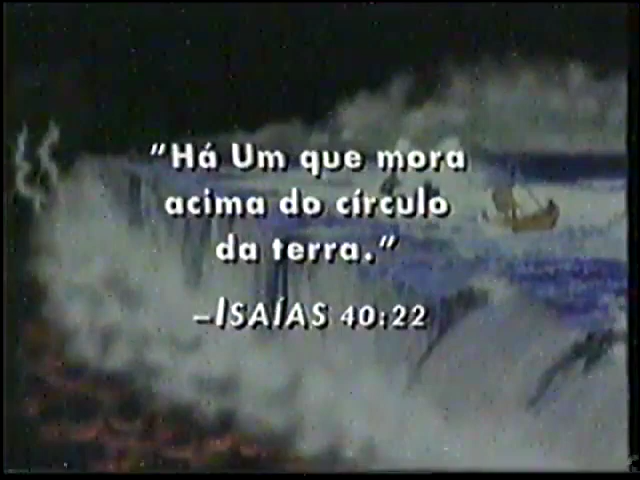 "Há Um que mora
acima do círculo
da terra."
–ISAÍAS 40:22